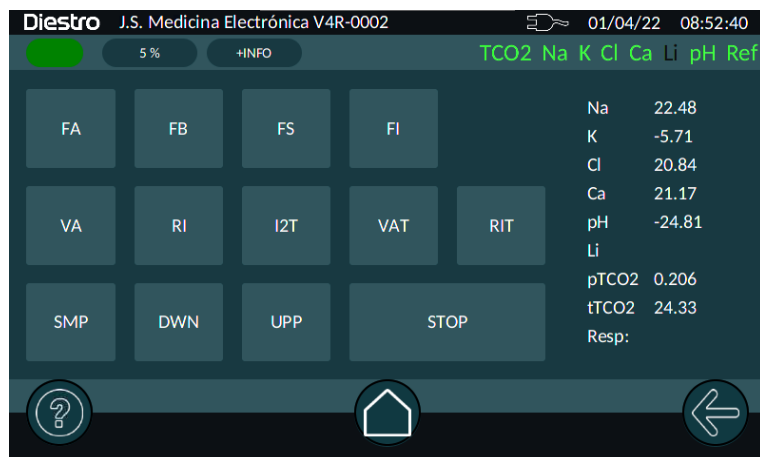 Diestro J.S. Medicina Electrónica V4R-0002 01/04/22 08:52:40
5 % +INFO TCO2 Na K Cl Ca Li pH Ref
FA FB FS FI
VA RI I2T VAT RIT
SMP DWN UPP STOP
Na 22.48
K -5.71
Cl 20.84
Ca 21.17
pH -24.81
Li
pTCO2 0.206
tTCO2 24.33
Resp:
?